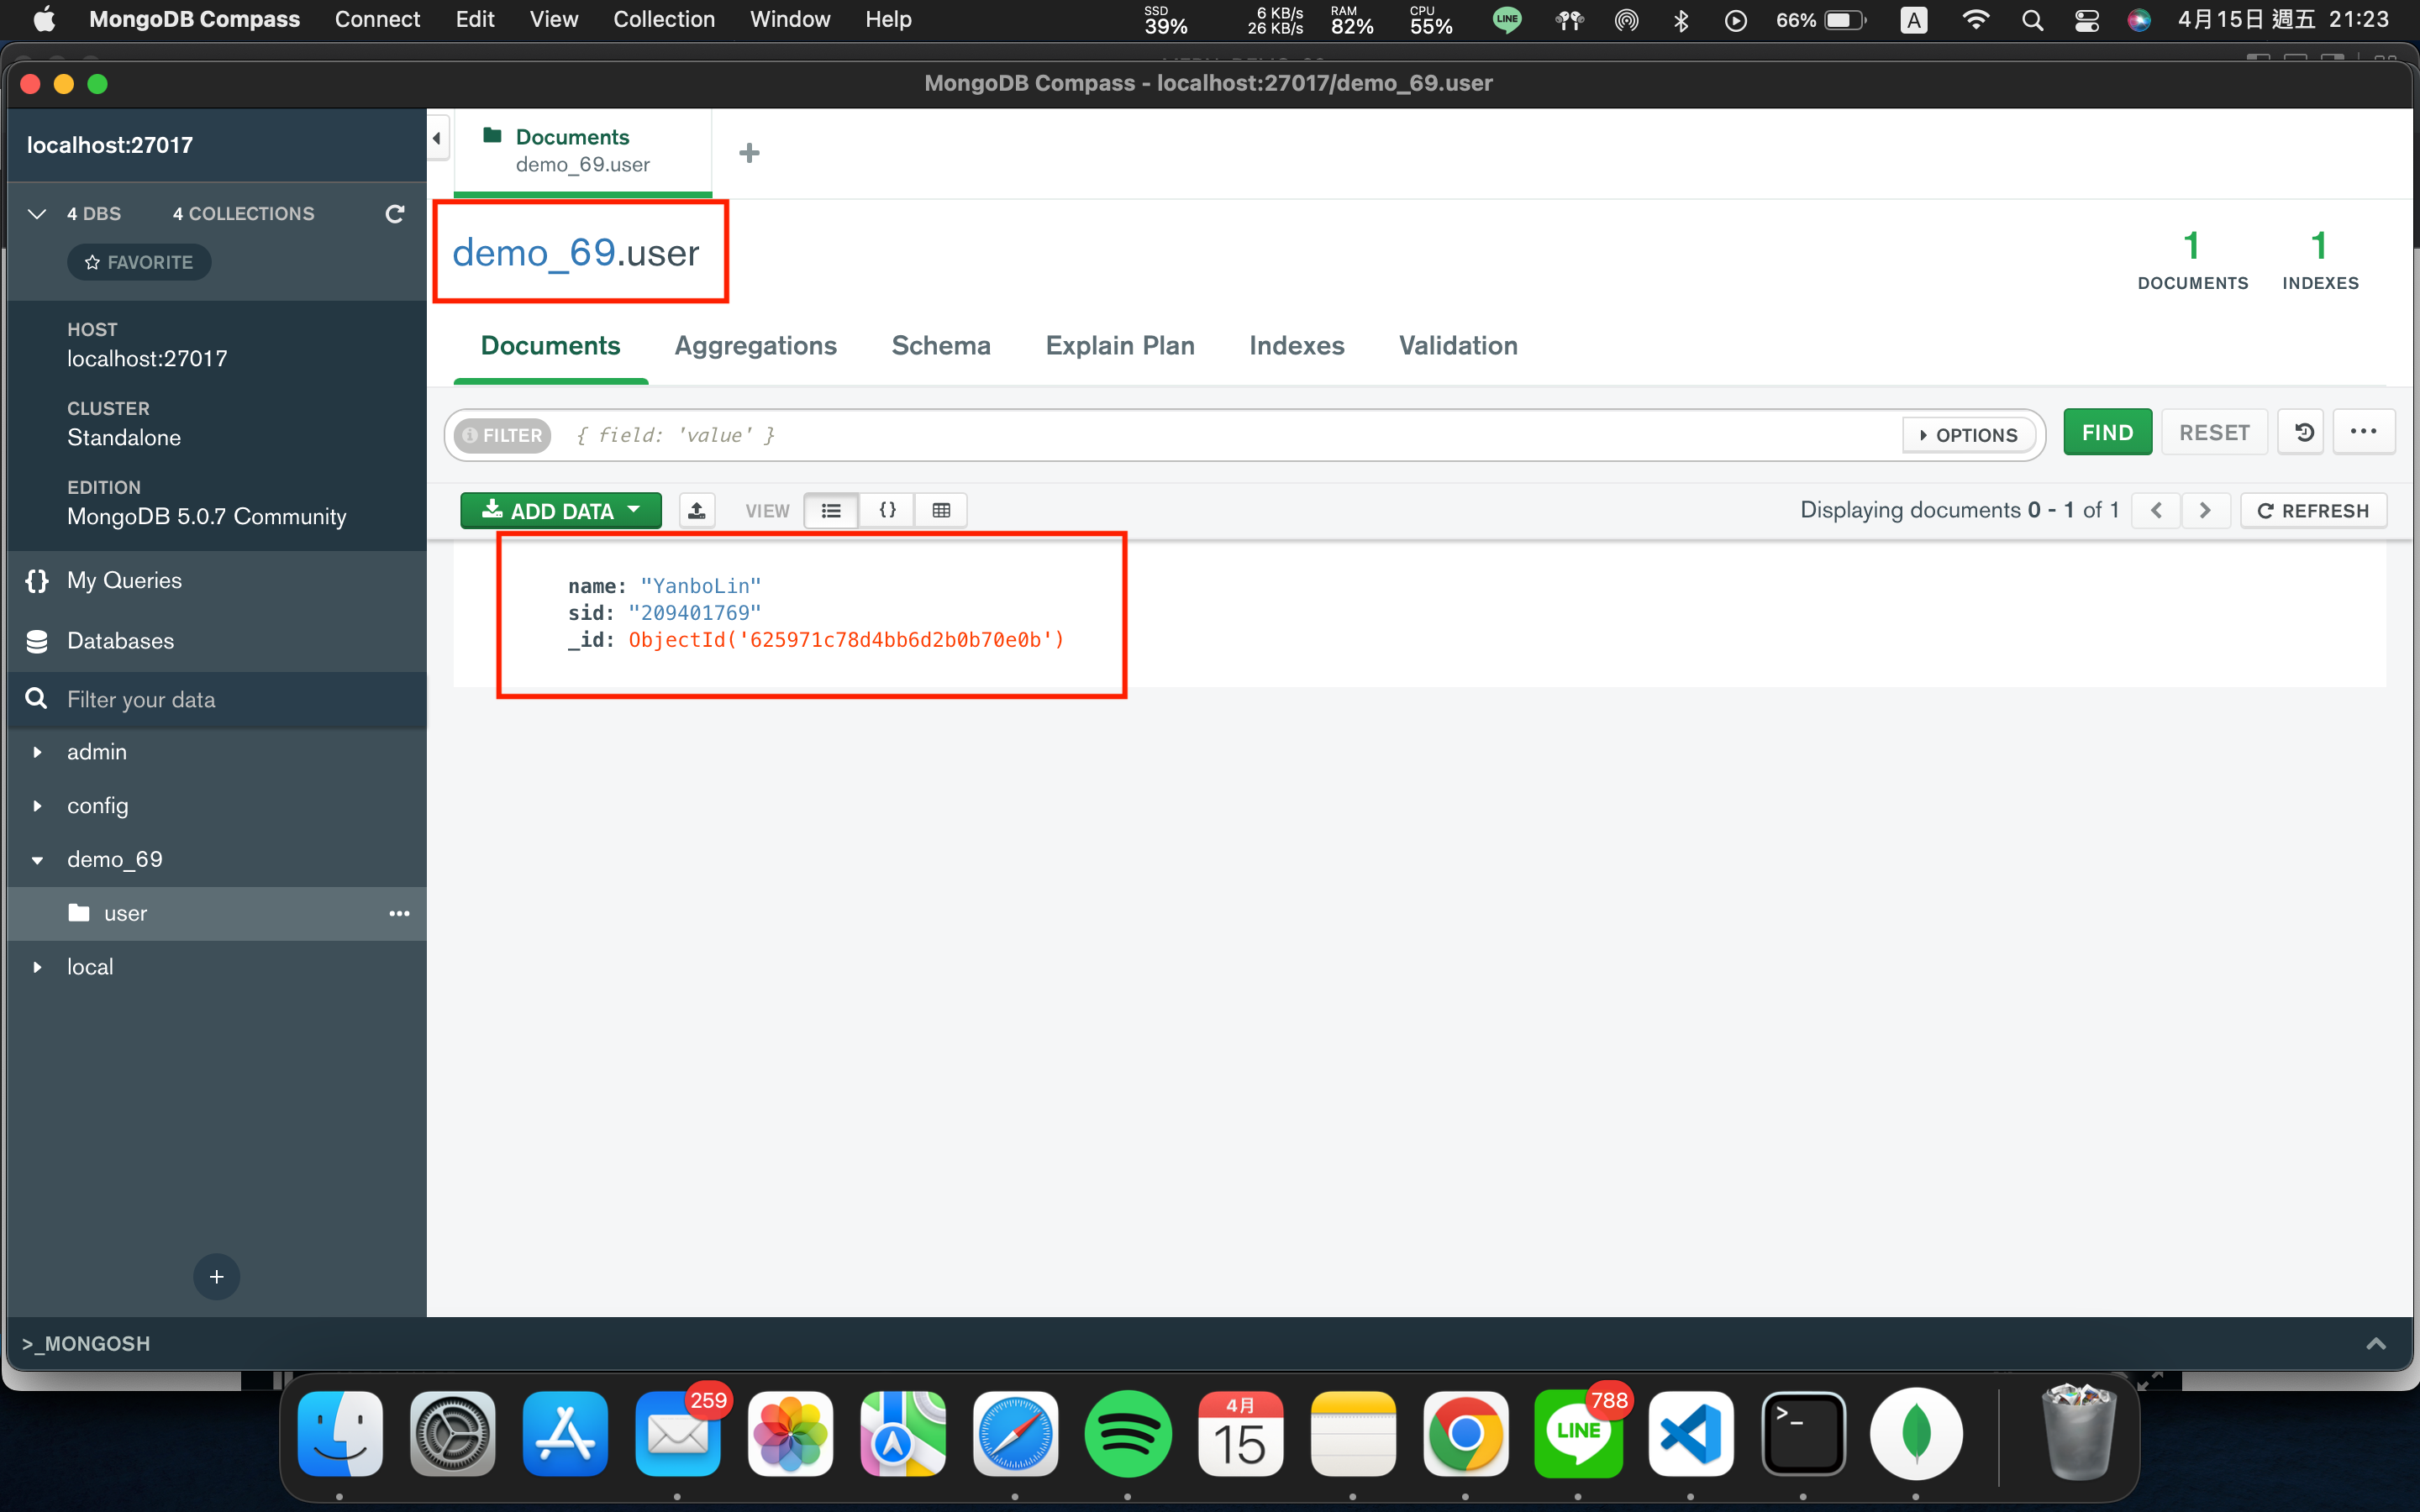 MongoDB Compass Connect Edit View Collection Window Help SSD 39% 6 KB/s 26 KB/s RAM 82% CPU 55% LINE 66% A 4月15日 週五 21:23
MongoDB Compass - localhost:27017/demo_69.user
localhost:27017
Documents
demo_69.user
4 DBS 4 COLLECTIONS
FAVORITE
HOST
localhost:27017
CLUSTER
Standalone
EDITION
MongoDB 5.0.7 Community
My Queries
Databases
Filter your data
admin
config
demo_69
user
local
demo_69.user
1
DOCUMENTS
1
INDEXES
Documents Aggregations Schema Explain Plan Indexes Validation
FILTER { field: 'value' } OPTIONS FIND RESET
ADD DATA VIEW {} Displaying documents 0 - 1 of 1 REFRESH
name: "YanboLin"
sid: "209401769"
_id: ObjectId('625971c78d4bb6d2b0b70e0b')
>_MONGOSH
259
4月
15
LINE
788
>_